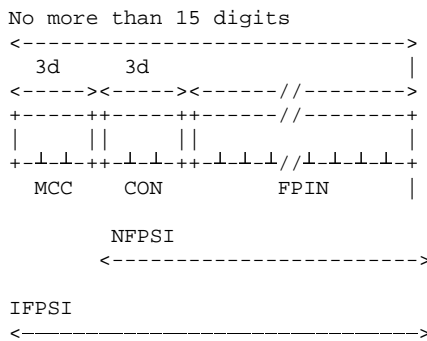 No more than 15 digits
3d 3d
MCC CON FPIN
NFPSI
IFPSI